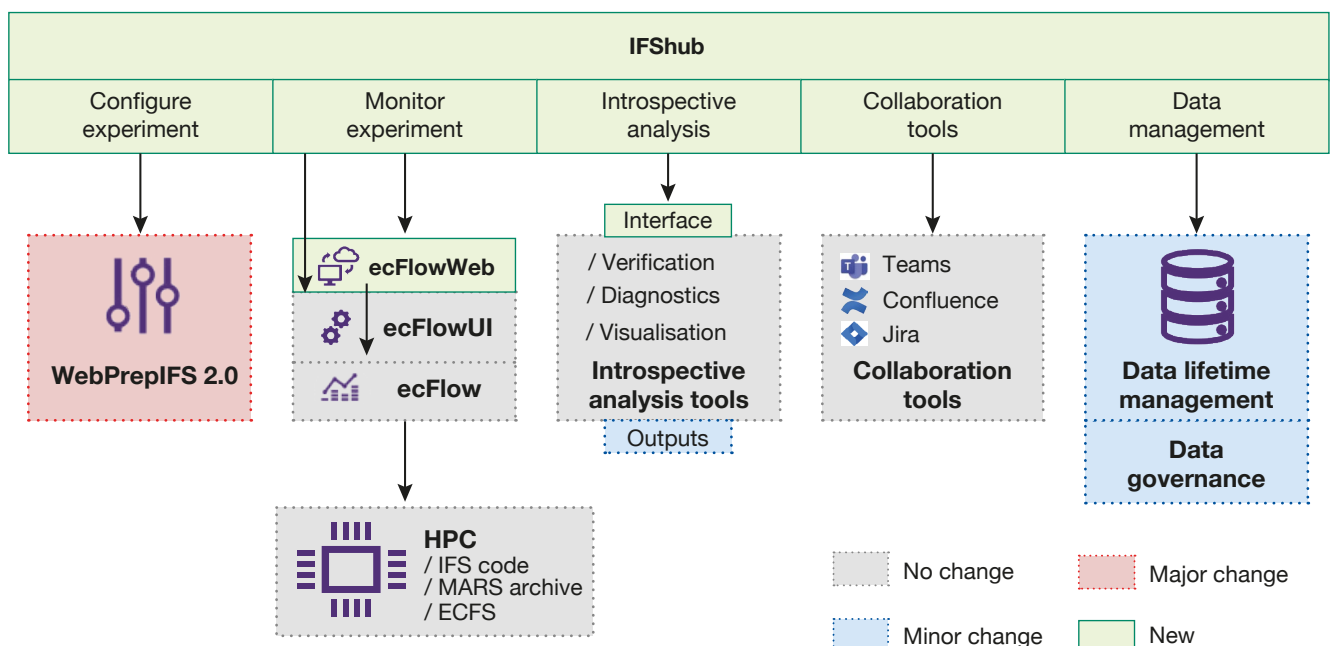 IFShub
Configure
experiment
Monitor
experiment
Introspective
analysis
Collaboration
tools
Data
management
WebPrepIFS 2.0
ecFlowWeb
ecFlowUI
ecFlow
HPC
/ IFS code
/ MARS archive
/ ECFS
Interface
/ Verification
/ Diagnostics
/ Visualisation
Introspective
analysis tools
Outputs
Teams
Confluence
Jira
Collaboration
tools
Data lifetime
management
Data
governance
No change
Major change
Minor change
New